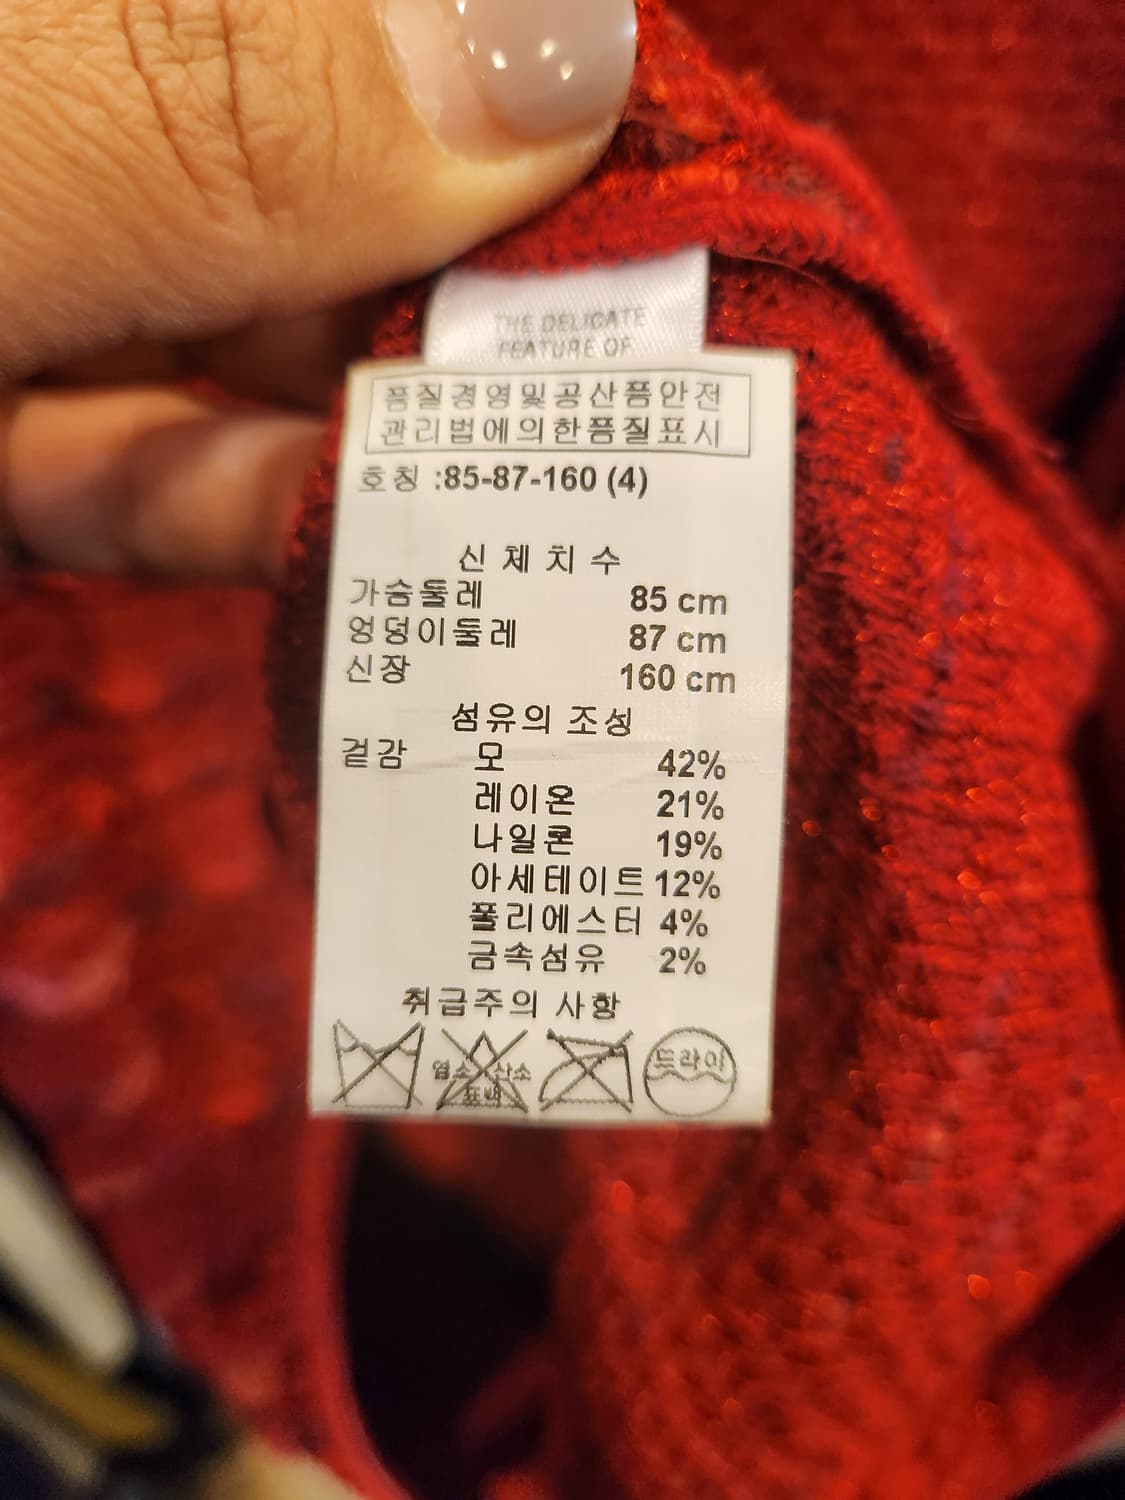 THE DELICATE
FEATURE OF
품질경영및공산품안전
관리법에의한품질표시
호칭 :85-87-160 (4)
신체치수
가슴둘레 85 cm
엉덩이둘레 87 cm
신장 160 cm
섬유의 조성
겉감 모 42%
레이온 21%
나일론 19%
아세테이트 12%
폴리에스터 4%
금속섬유 2%
취급주의 사항
염소 산소 드라이
표백